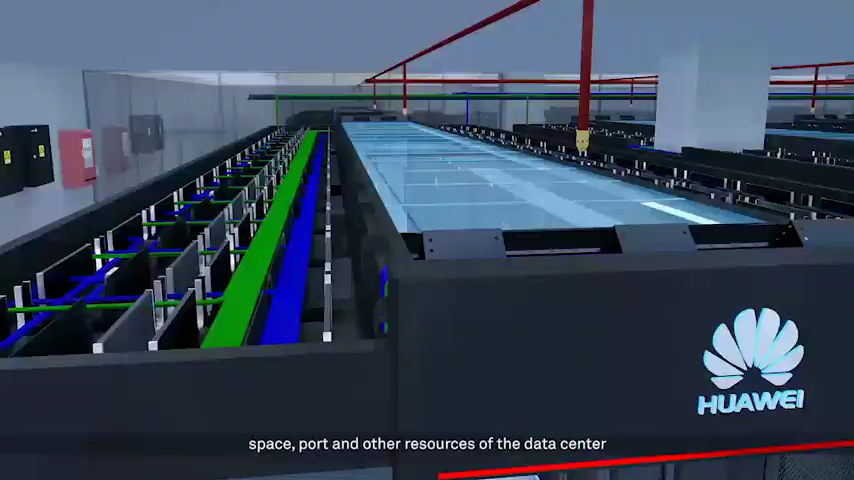 HUAWEI
space, port and other resources of the data center